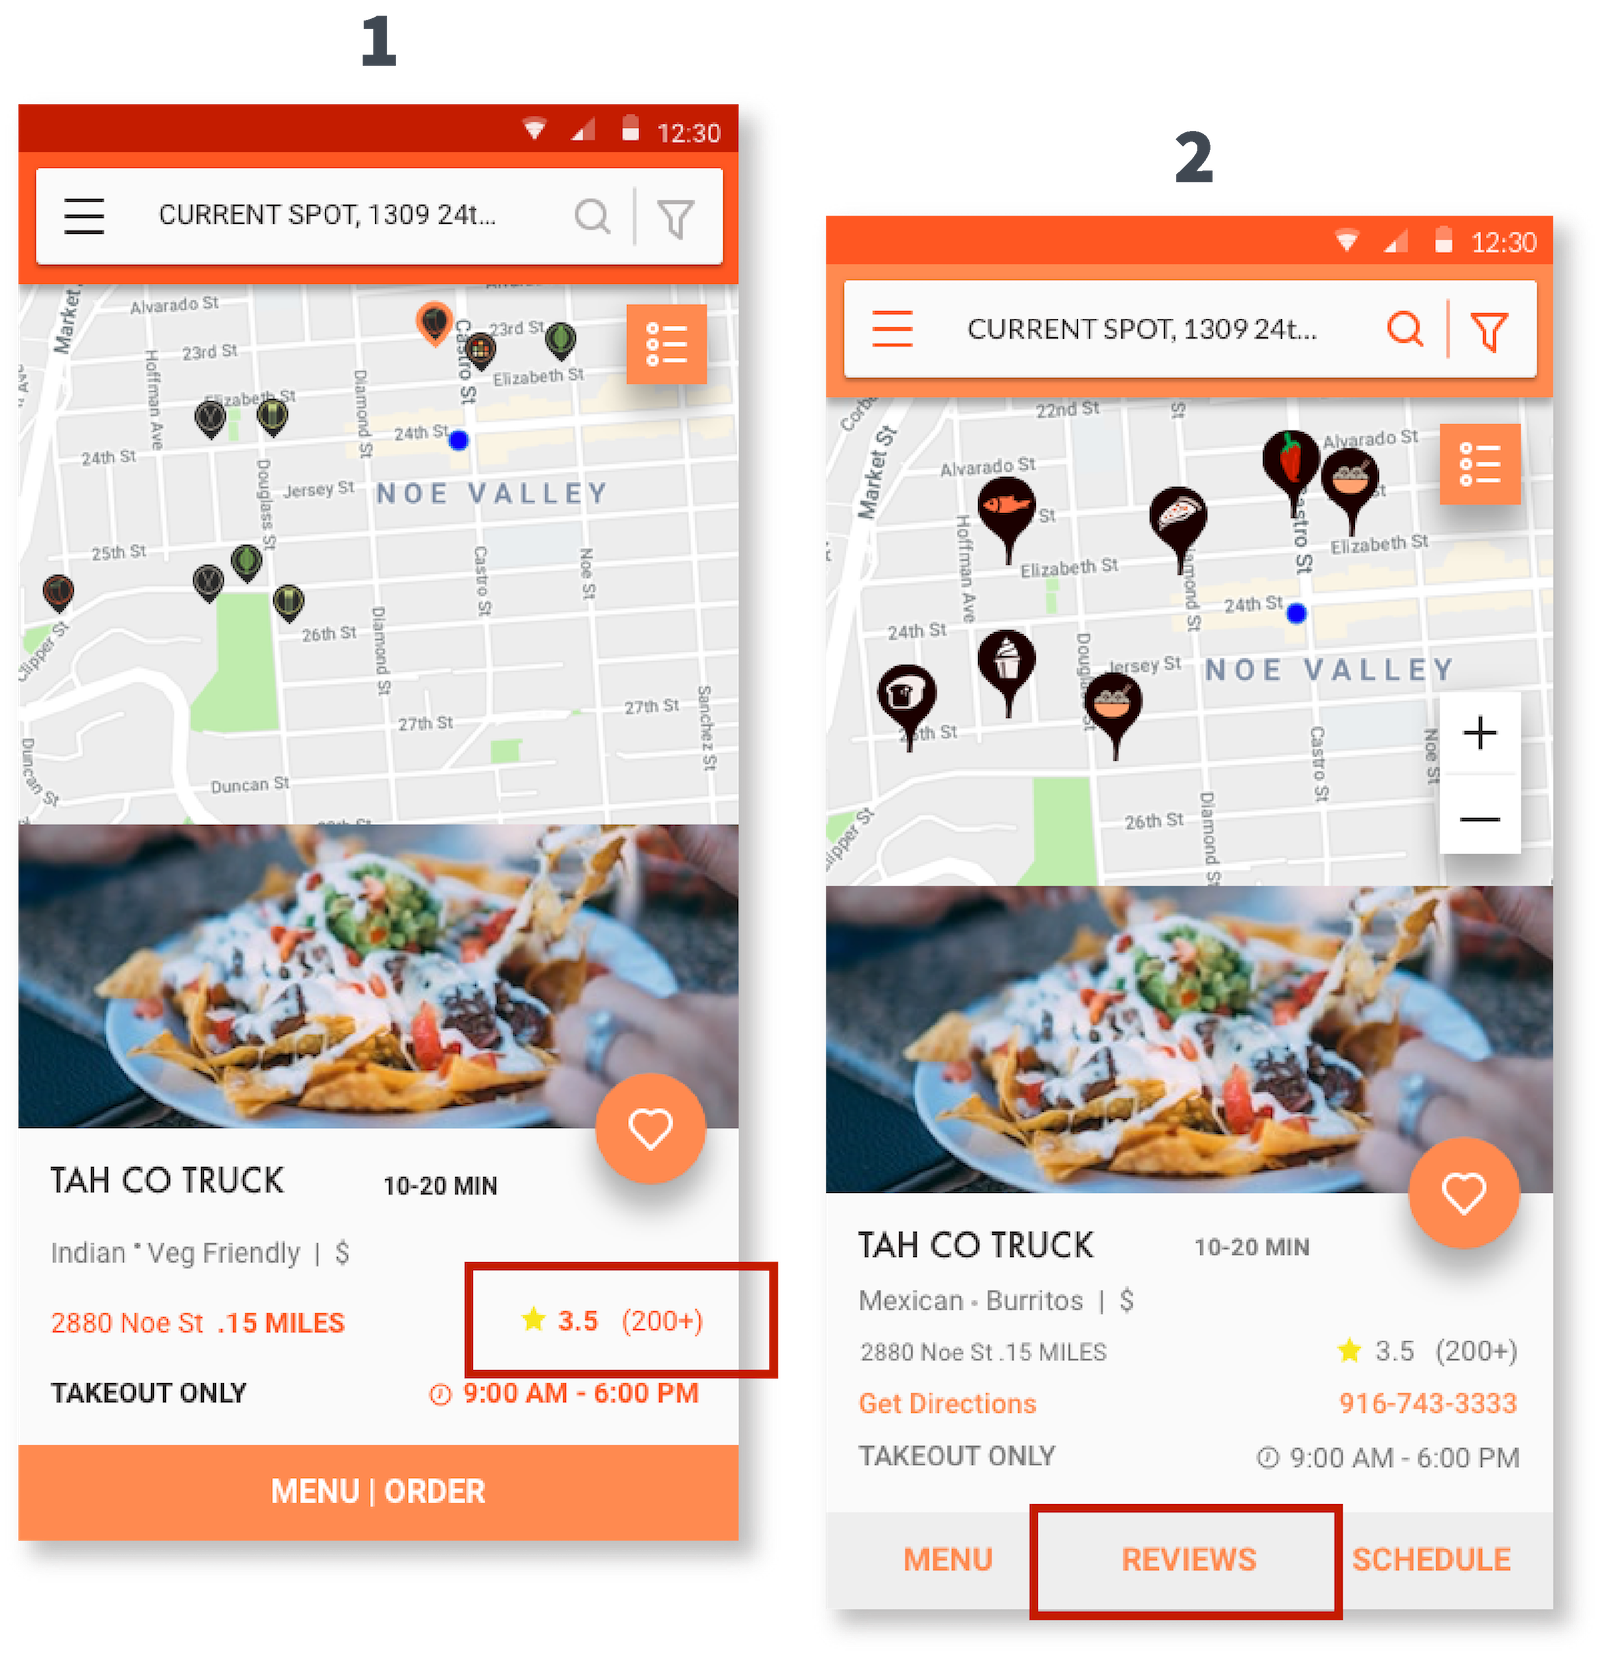 1
12:30
CURRENT SPOT, 1309 24t...
Market
Alvarado St
23rd St
Hoffman Ave
Castro St
23rd St
Elizabeth St
Elizabeth St
Diamond St
24th St
24th St
Douglass St
Jersey St
NOE VALLEY
25th St
Castro St
Noe St
Clipper St
26th St
Diamond St
27th St
27th St
Sanchez St
Duncan St
Duncan St
TAH CO TRUCK
10-20 MIN
Indian • Veg Friendly | $
2880 Noe St .15 MILES
3.5 (200+)
TAKEOUT ONLY
9:00 AM - 6:00 PM
MENU | ORDER
2
12:30
CURRENT SPOT, 1309 24t...
22nd St
St
Market St
Alvarado St
Alvarado St
St
Hoffman Ave
Elizabeth St
Elizabeth St
24th St
24th St
Jersey St
NOE VALLEY
Castro St
Noe St
26th St
Diamond St
TAH CO TRUCK
10-20 MIN
Mexican • Burritos | $
2880 Noe St .15 MILES
3.5 (200+)
Get Directions
916-743-3333
TAKEOUT ONLY
9:00 AM - 6:00 PM
MENU
REVIEWS
SCHEDULE